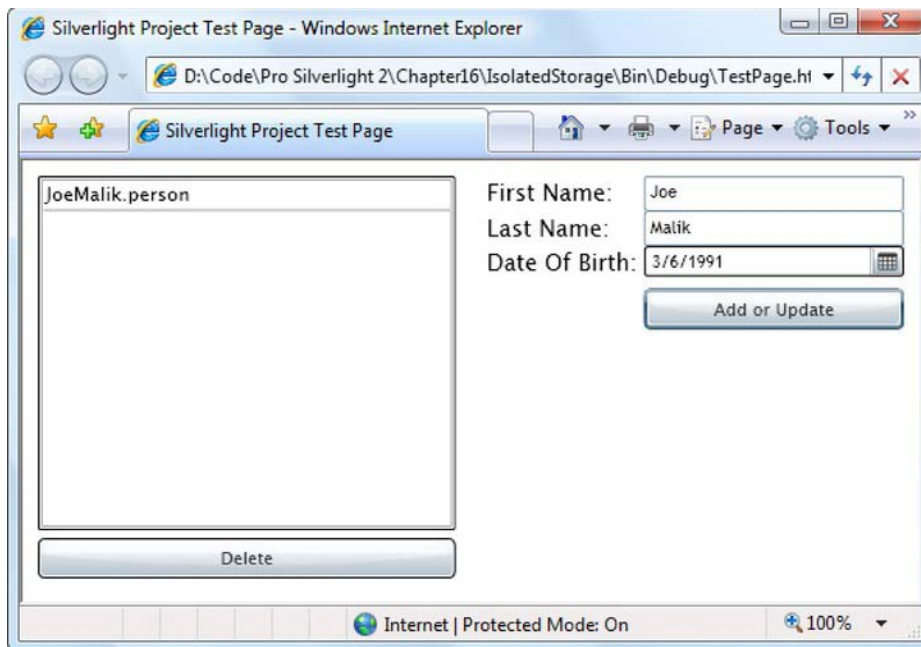 Silverlight Project Test Page - Windows Internet Explorer
D:\Code\Pro Silverlight 2\Chapter16\IsolatedStorage\Bin\Debug\TestPage.ht
Silverlight Project Test Page
Page
Tools
JoeMalik.person
First Name:
Joe
Last Name:
Malik
Date Of Birth:
3/6/1991
Add or Update
Delete
Internet | Protected Mode: On
100%